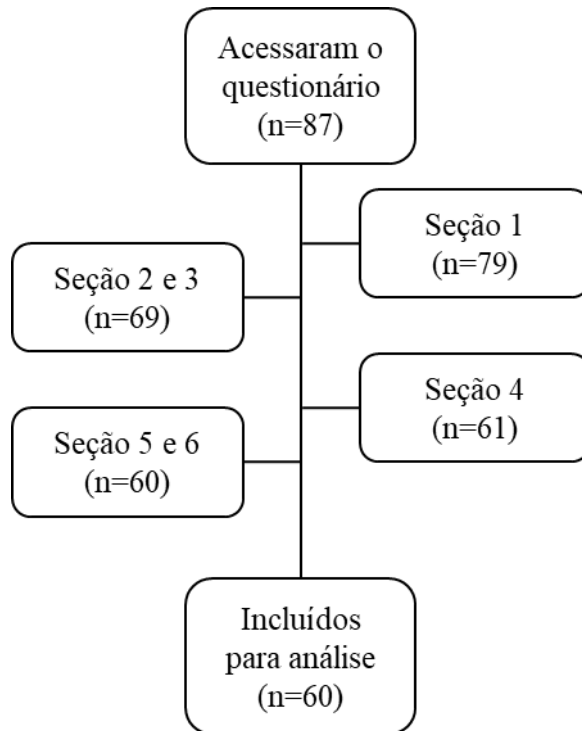 Acessaram o
questionário
(n=87)
Seção 1
(n=79)
Seção 2 e 3
(n=69)
Seção 4
(n=61)
Seção 5 e 6
(n=60)
Incluídos
para análise
(n=60)